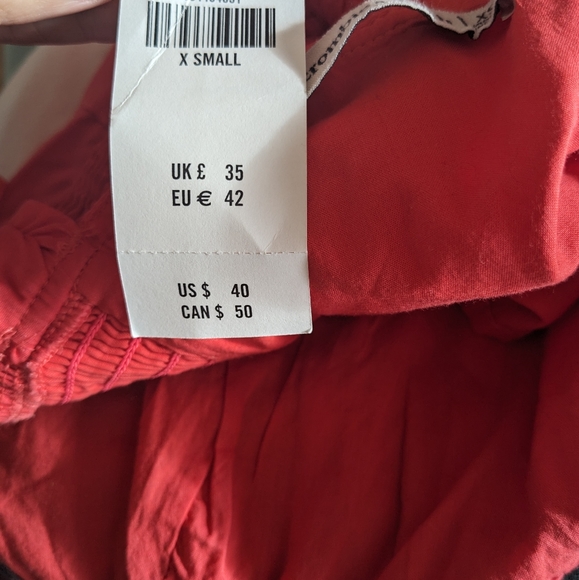 X SMALL
UK £ 35
EU € 42
US $ 40
CAN $ 50